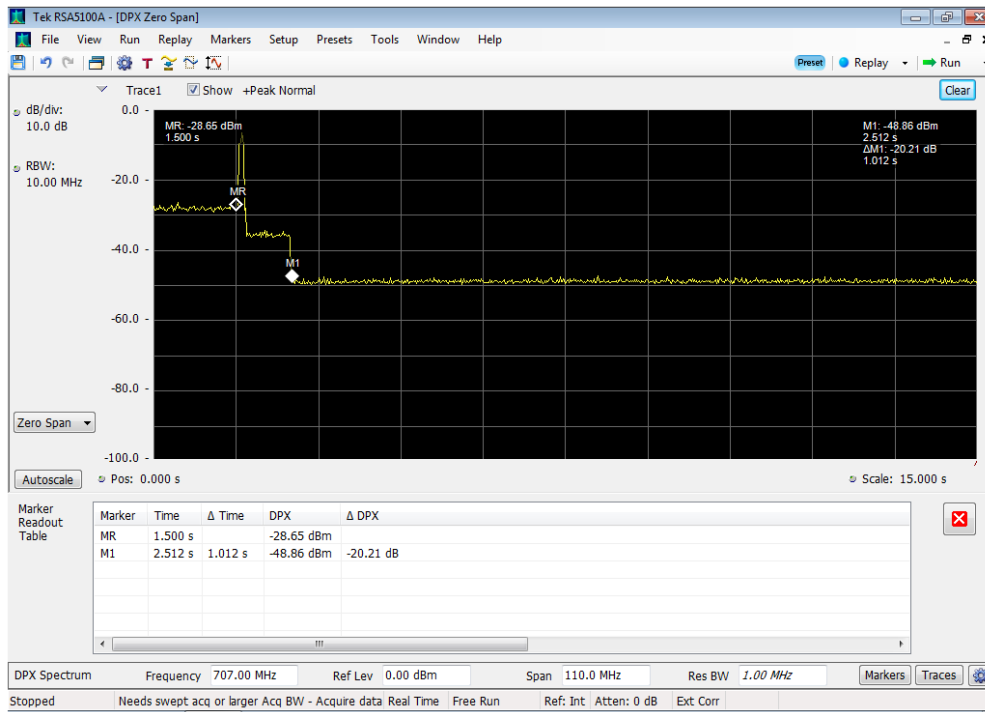 Tek RSA5100A - [DPX Zero Span]
File View Run Replay Markers Setup Presets Tools Window Help
T Preset Replay Run
Trace1 Show +Peak Normal Clear
dB/div:
10.0 dB
RBW:
10.00 MHz
0.0 -
-20.0 -
-40.0 -
-60.0 -
-80.0 -
-100.0 -
MR: -28.65 dBm
1.500 s
M1: -48.86 dBm
2.512 s
ΔM1: -20.21 dB
1.012 s
MR
M1
Zero Span
Autoscale Pos: 0.000 s Scale: 15.000 s
Marker
Readout
Table
Marker Time Δ Time DPX Δ DPX
MR 1.500 s -28.65 dBm
M1 2.512 s 1.012 s -48.86 dBm -20.21 dB
DPX Spectrum Frequency 707.00 MHz Ref Lev 0.00 dBm Span 110.0 MHz Res BW 1.00 MHz Markers Traces
Stopped Needs swept acq or larger Acq BW - Acquire data Real Time Free Run Ref: Int Atten: 0 dB Ext Corr